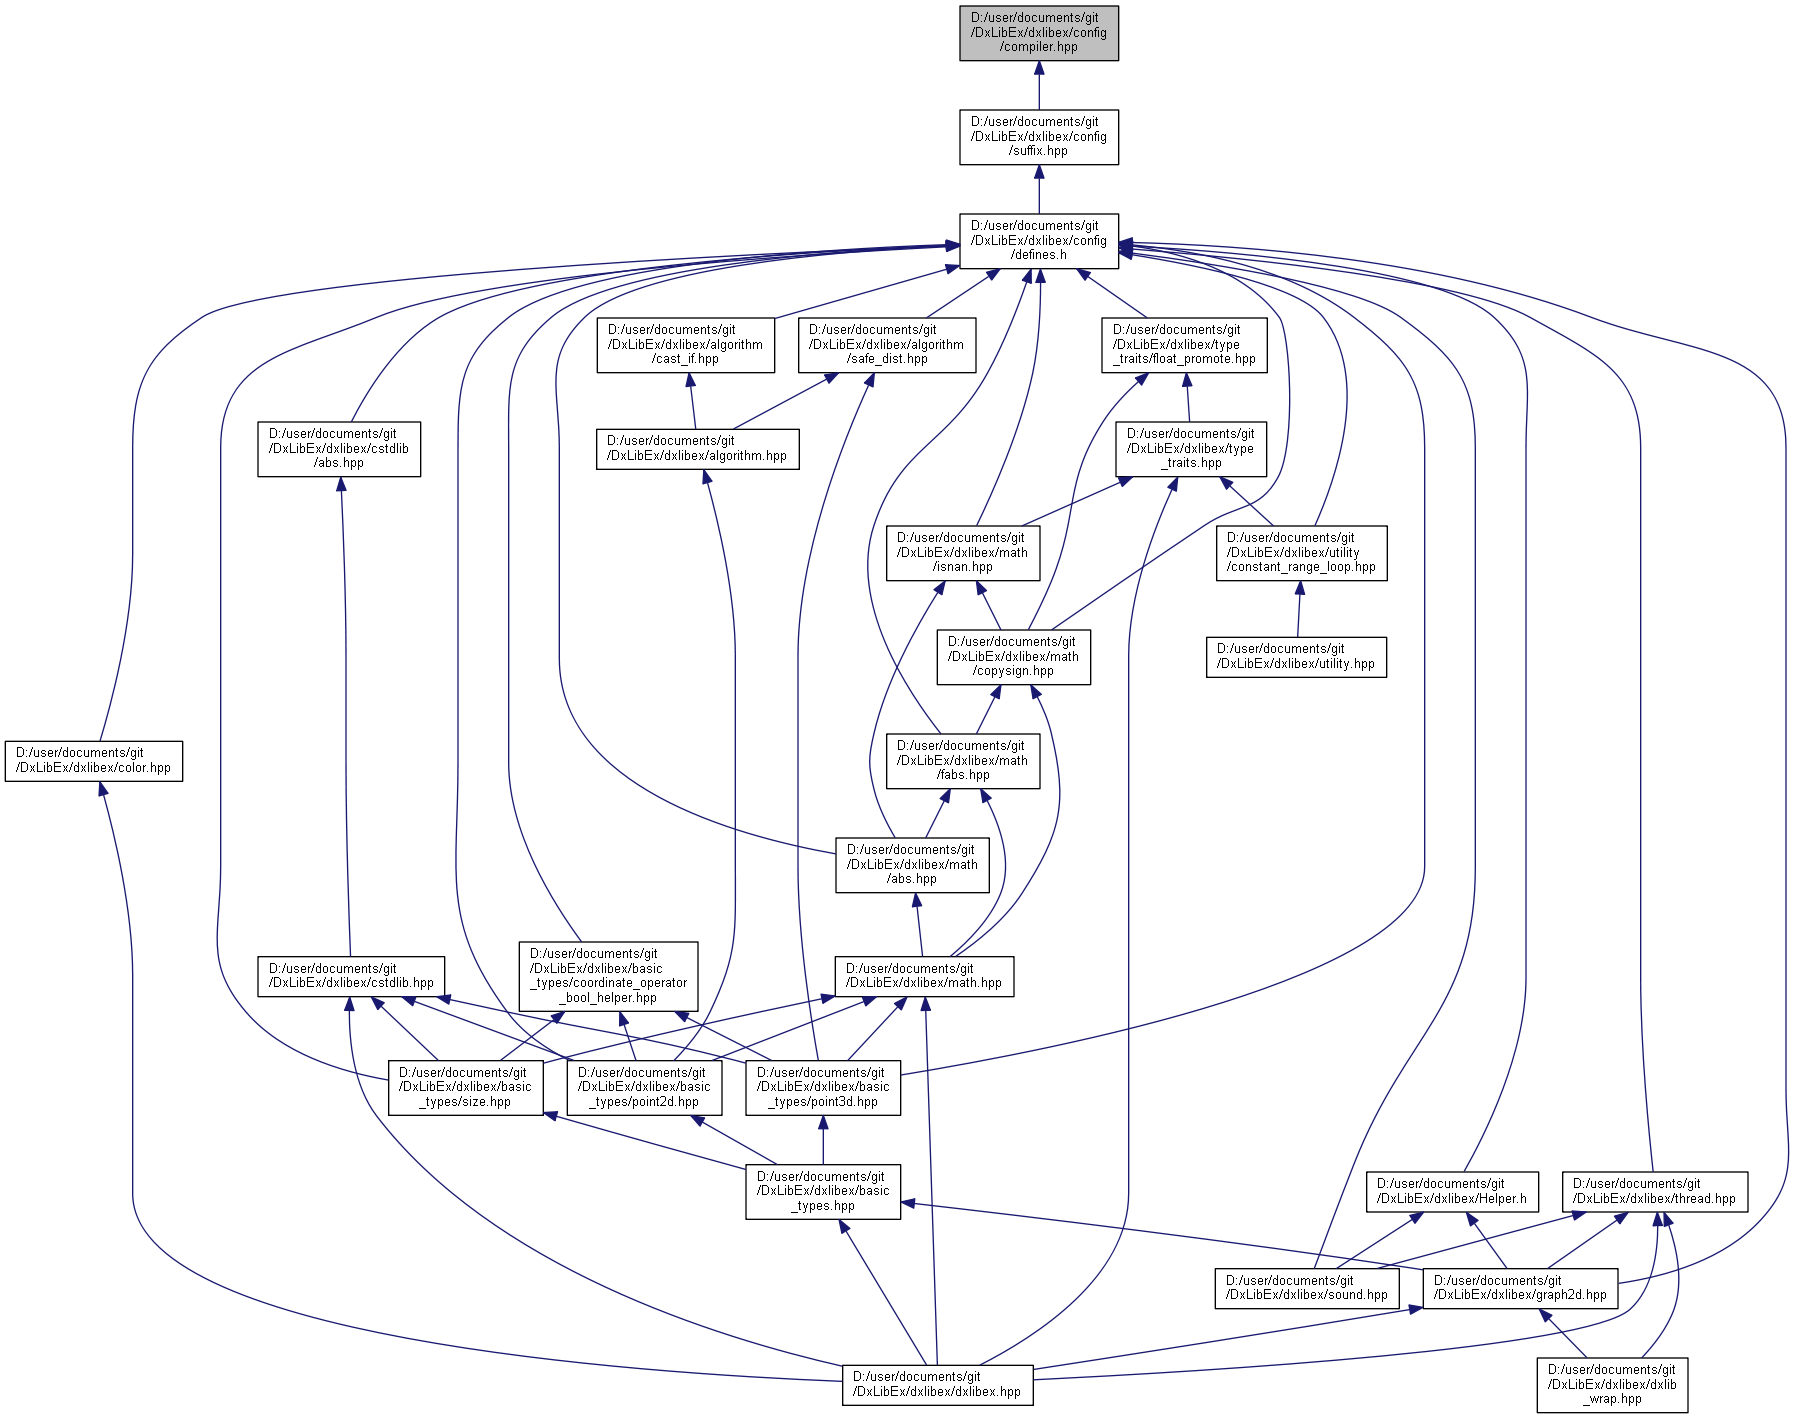 D:/user/documents/git
/DxLibEx/dxlibex/config
/compiler.hpp
D:/user/documents/git
/DxLibEx/dxlibex/config
/suffix.hpp
D:/user/documents/git
/DxLibEx/dxlibex/config
/defines.h
D:/user/documents/git
/DxLibEx/dxlibex/algorithm
/cast_if.hpp
D:/user/documents/git
/DxLibEx/dxlibex/algorithm
/safe_dist.hpp
D:/user/documents/git
/DxLibEx/dxlibex/type
_traits/float_promote.hpp
D:/user/documents/git
/DxLibEx/dxlibex/cstdlib
/abs.hpp
D:/user/documents/git
/DxLibEx/dxlibex/algorithm.hpp
D:/user/documents/git
/DxLibEx/dxlibex/type
_traits.hpp
D:/user/documents/git
/DxLibEx/dxlibex/math
/isnan.hpp
D:/user/documents/git
/DxLibEx/dxlibex/utility
/constant_range_loop.hpp
D:/user/documents/git
/DxLibEx/dxlibex/math
/copysign.hpp
D:/user/documents/git
/DxLibEx/dxlibex/utility.hpp
D:/user/documents/git
/DxLibEx/dxlibex/color.hpp
D:/user/documents/git
/DxLibEx/dxlibex/math
/fabs.hpp
D:/user/documents/git
/DxLibEx/dxlibex/math
/abs.hpp
D:/user/documents/git
/DxLibEx/dxlibex/cstdlib.hpp
D:/user/documents/git
/DxLibEx/dxlibex/basic
_types/coordinate_operator
_bool_helper.hpp
D:/user/documents/git
/DxLibEx/dxlibex/math.hpp
D:/user/documents/git
/DxLibEx/dxlibex/basic
_types/size.hpp
D:/user/documents/git
/DxLibEx/dxlibex/basic
_types/point2d.hpp
D:/user/documents/git
/DxLibEx/dxlibex/basic
_types/point3d.hpp
D:/user/documents/git
/DxLibEx/dxlibex/basic
_types.hpp
D:/user/documents/git
/DxLibEx/dxlibex/Helper.h
D:/user/documents/git
/DxLibEx/dxlibex/thread.hpp
D:/user/documents/git
/DxLibEx/dxlibex/sound.hpp
D:/user/documents/git
/DxLibEx/dxlibex/graph2d.hpp
D:/user/documents/git
/DxLibEx/dxlibex/dxlibex.hpp
D:/user/documents/git
/DxLibEx/dxlibex/dxlib
_wrap.hpp